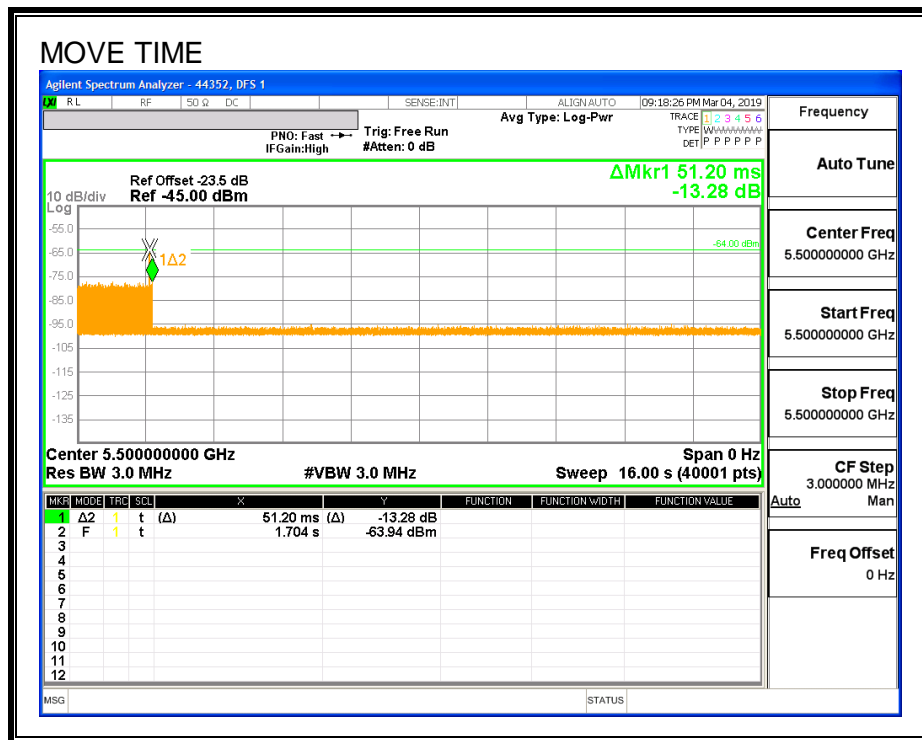 MOVE TIME
Agilent Spectrum Analyzer - 44352, DFS 1
LXI RL RF 50 Ω DC SENSE:INT ALIGN AUTO 09:18:26 PM Mar 04, 2019
PNO: Fast IFGain:High
Trig: Free Run #Atten: 0 dB
Avg Type: Log-Pwr
TRACE 1 2 3 4 5 6
TYPE W
DET P P P P P P
Ref Offset -23.5 dB
10 dB/div Ref -45.00 dBm
Log
ΔMkr1 51.20 ms
-13.28 dB
-55.0
-64.00 dBm
-65.0
1Δ2
-75.0
-85.0
-95.0
-105
-115
-125
-135
Center 5.500000000 GHz Span 0 Hz
Res BW 3.0 MHz #VBW 3.0 MHz Sweep 16.00 s (40001 pts)
MKR MODE TRC SCL X Y FUNCTION FUNCTION WIDTH FUNCTION VALUE
1 Δ2 1 t (Δ) 51.20 ms (Δ) -13.28 dB
2 F 1 t 1.704 s -63.94 dBm
3
4
5
6
7
8
9
10
11
12
MSG STATUS
Frequency
Auto Tune
Center Freq
5.500000000 GHz
Start Freq
5.500000000 GHz
Stop Freq
5.500000000 GHz
CF Step
3.000000 MHz
Auto Man
Freq Offset
0 Hz